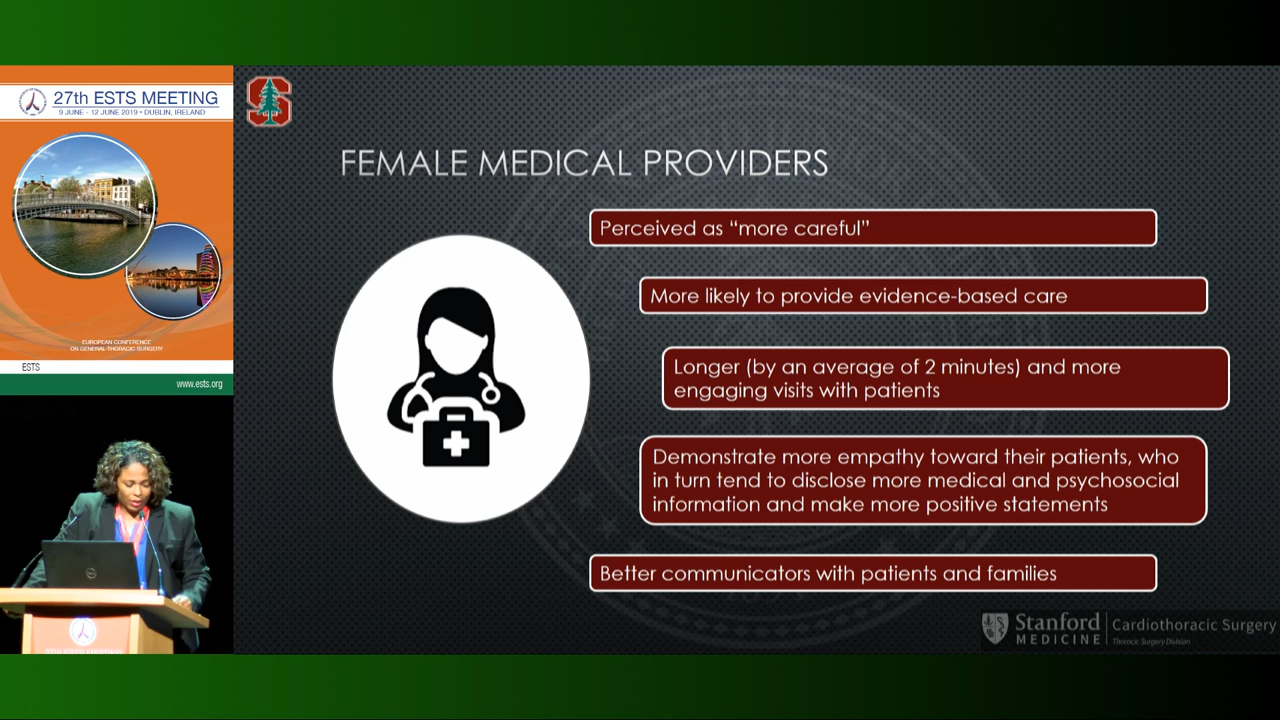 27th ESTS MEETING
9 JUNE - 12 JUNE 2019 • DUBLIN, IRELAND
EUROPEAN CONFERENCE
ON GENERAL THORACIC SURGERY
ESTS
www.ests.org
FEMALE MEDICAL PROVIDERS
Perceived as “more careful”
More likely to provide evidence-based care
Longer (by an average of 2 minutes) and more
engaging visits with patients
Demonstrate more empathy toward their patients, who
in turn tend to disclose more medical and psychosocial
information and make more positive statements
Better communicators with patients and families
Stanford
MEDICINE
Cardiothoracic Surgery
Thoracic Surgery Division
27TH ESTS MEETING